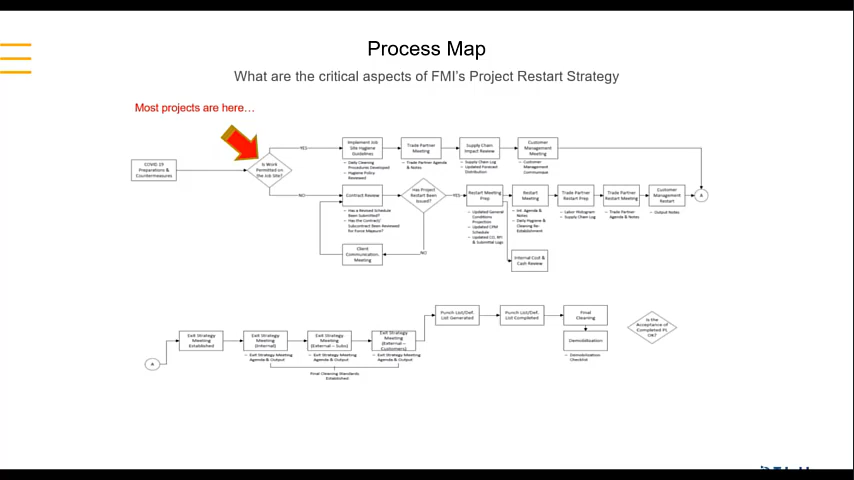 Process Map
What are the critical aspects of FMI's Project Restart Strategy
Most projects are here…
COVID 19
Preparations &
Countermeasures
Is Work
Permitted on
the Job Site?
YES
Implement Job
Site Hygiene
Guidelines
– Daily Cleaning
Procedures Developed
– Hygiene Policy
Reviewed
Trade Partner
Meeting
– Trade Partner Agenda
& Notes
Supply Chain
Impact Review
– Supply Chain Log
– Updated Forecast
Distribution
Customer
Management
Meeting
– Customer
Management
Communique
NO
Contract Review
– Has a Revised Schedule
Been Submitted?
– Has the Contract/
Subcontract Been Reviewed
for Force Majeure?
Has Project
Restart Been
Issued?
YES
Restart Meeting
Prep
– Updated General
Conditions
Projection
– Updated CPM
Schedule
– Updated CO, RFI
& Submittal Logs
Restart
Meeting
– Int. Agenda &
Notes
– Daily Hygiene &
Cleaning Re-
Establishment
Trade Partner
Restart Prep
– Labor Histogram
– Supply Chain Log
Trade Partner
Restart Meeting
– Trade Partner
Agenda & Notes
Customer
Management
Restart
– Output Notes
A
NO
Client
Communication
Meeting
Internal Cost &
Cash Review
A
Exit Strategy
Meeting
Established
Exit Strategy
Meeting
(Internal)
– Exit Strategy Meeting
Agenda & Output
Exit Strategy
Meeting
(External – Subs)
– Exit Strategy Meeting
Agenda & Output
Exit Strategy
Meeting
(External –
Customers)
– Exit Strategy Meeting
Agenda & Output
Final Cleaning Standards
Established
Punch List/Def.
List Generated
Punch List/Def.
List Completed
Final
Cleaning
Demobilization
– Demobilization
Checklist
Is the
Acceptance of
Completed PL
OK?